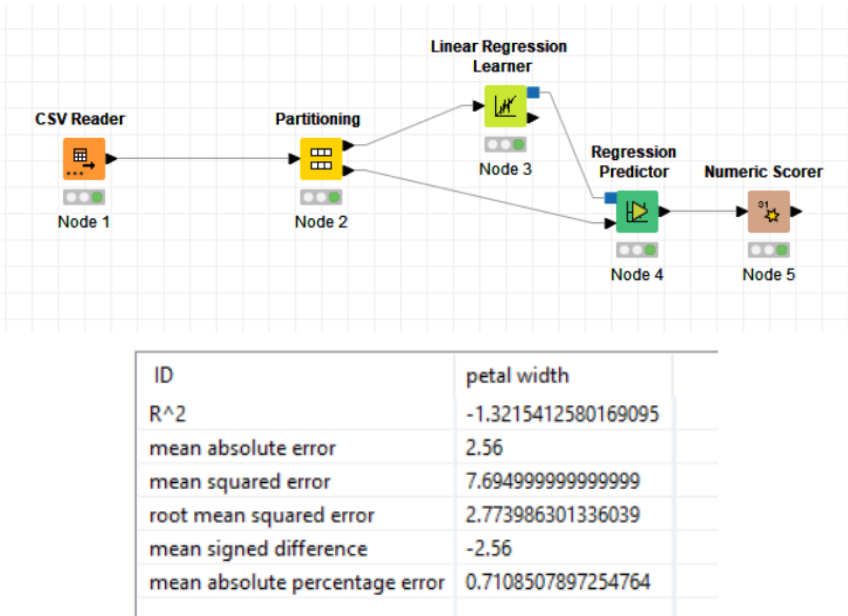 Linear Regression
Learner
CSV Reader
Partitioning
Node 3
Regression
Predictor
Numeric Scorer
01
Node 1
Node 2
Node 4
Node 5
ID petal width
R^2 -1.3215412580169095
mean absolute error 2.56
mean squared error 7.694999999999999
root mean squared error 2.773986301336039
mean signed difference -2.56
mean absolute percentage error 0.7108507897254764